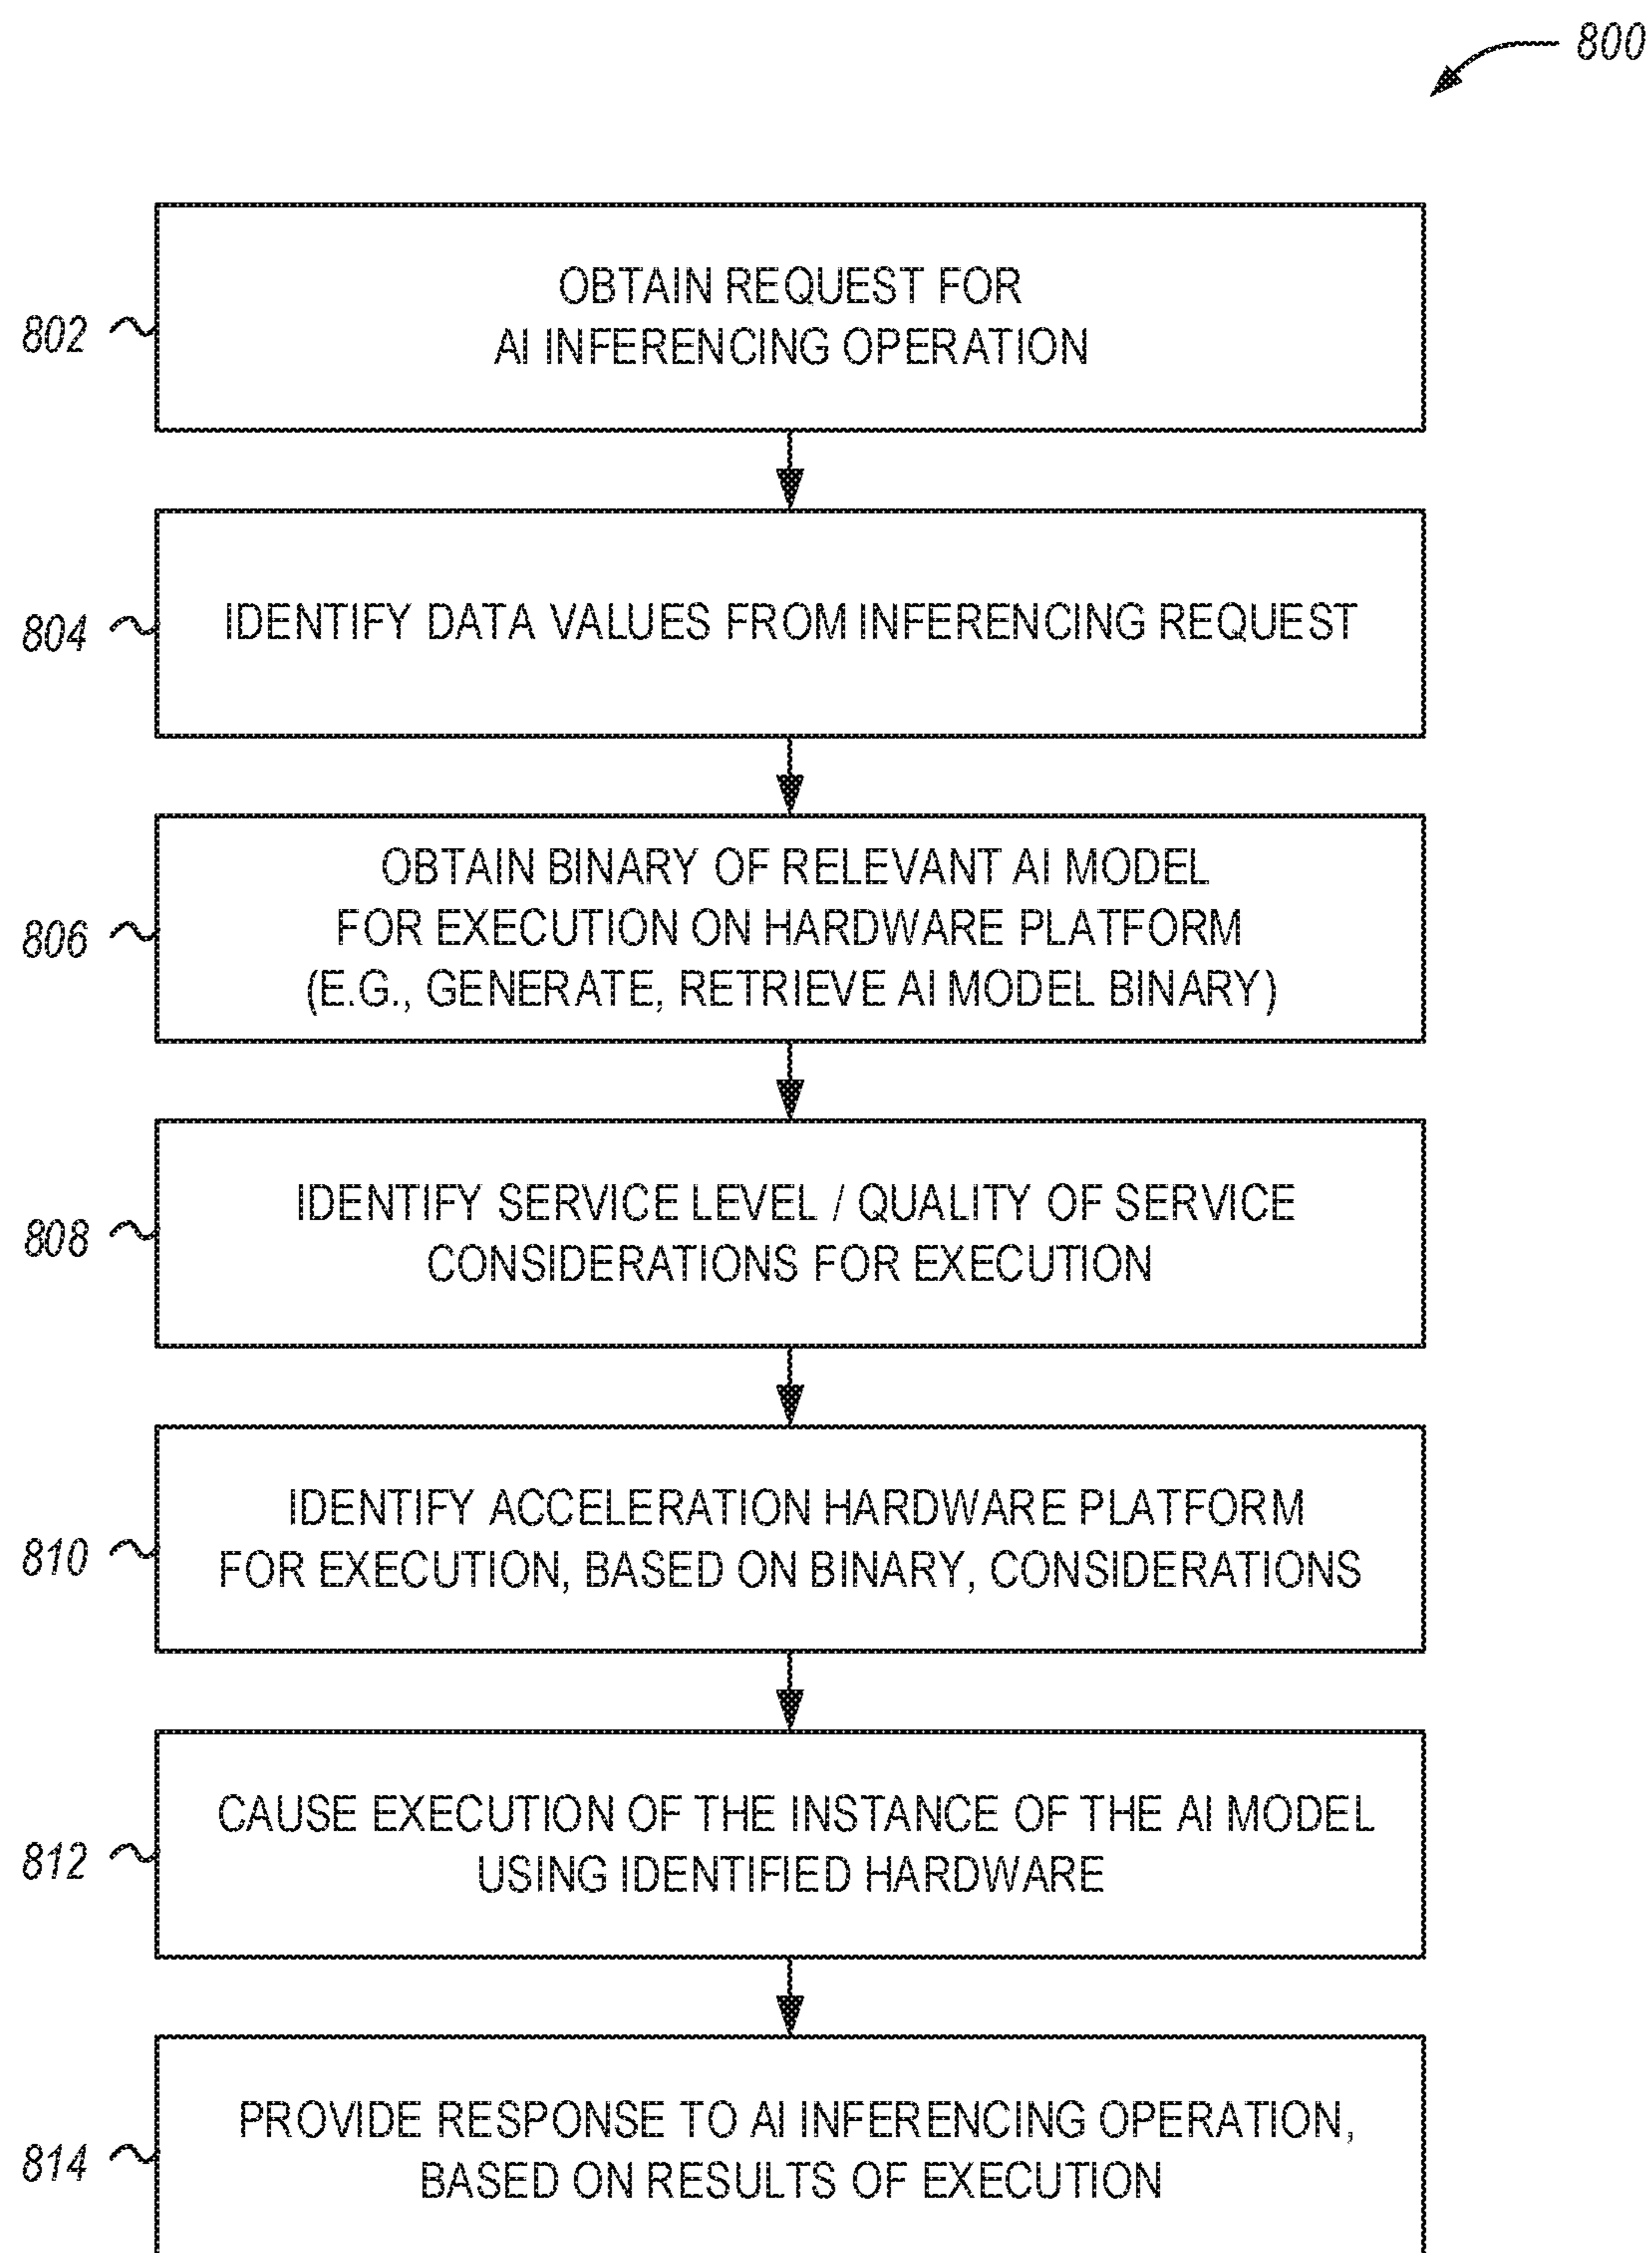 800
802
OBTAIN REQUEST FOR
AI INFERENCING OPERATION
804
IDENTIFY DATA VALUES FROM INFERENCING REQUEST
806
OBTAIN BINARY OF RELEVANT AI MODEL
FOR EXECUTION ON HARDWARE PLATFORM
(E.G., GENERATE, RETRIEVE AI MODEL BINARY)
808
IDENTIFY SERVICE LEVEL / QUALITY OF SERVICE
CONSIDERATIONS FOR EXECUTION
810
IDENTIFY ACCELERATION HARDWARE PLATFORM
FOR EXECUTION, BASED ON BINARY, CONSIDERATIONS
812
CAUSE EXECUTION OF THE INSTANCE OF THE AI MODEL
USING IDENTIFIED HARDWARE
814
PROVIDE RESPONSE TO AI INFERENCING OPERATION,
BASED ON RESULTS OF EXECUTION